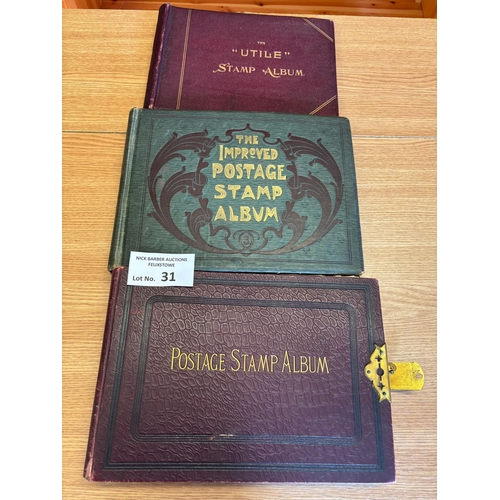 THE
"UTILE"
STAMP ALBUM
THE
IMPROVED
POSTAGE
STAMP
ALBUM
NICK BARBER AUCTIONS
FELIXSTOWE
Lot No. 31
POSTAGE STAMP ALBUM